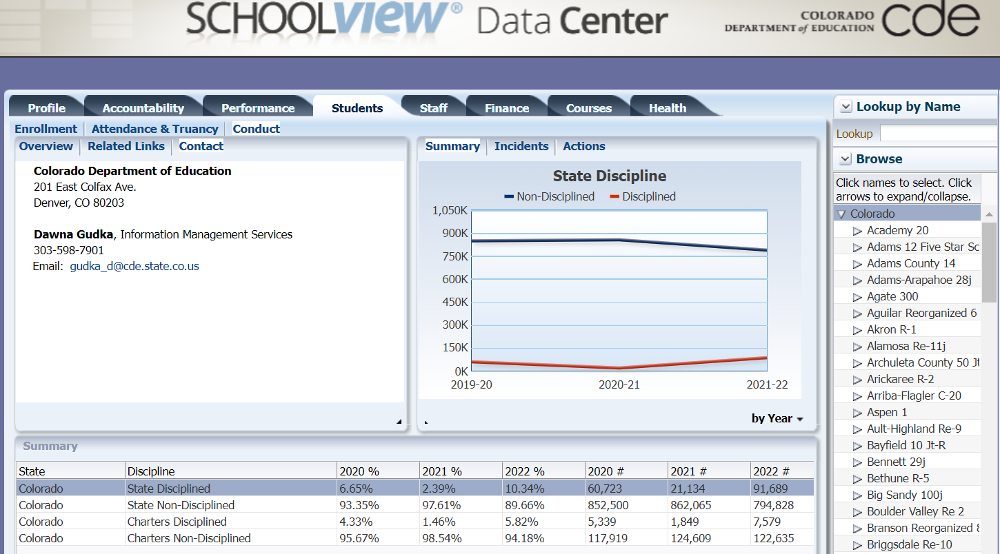 SCHOOLVIEW® Data Center
COLORADO
DEPARTMENT of EDUCATION
cde
Profile Accountability Performance Students Staff Finance Courses Health
Enrollment Attendance & Truancy Conduct
Overview Related Links Contact
Colorado Department of Education
201 East Colfax Ave.
Denver, CO 80203
Dawna Gudka, Information Management Services
303-598-7901
Email: gudka_d@cde.state.co.us
Summary Incidents Actions
State Discipline
Non-Disciplined Disciplined
1,050K
900K
750K
600K
450K
300K
150K
0K
2019-20 2020-21 2021-22
by Year
Lookup by Name
Lookup
Browse
Click names to select. Click
arrows to expand/collapse.
Colorado
Academy 20
Adams 12 Five Star Sc
Adams County 14
Adams-Arapahoe 28j
Agate 300
Aguilar Reorganized 6
Akron R-1
Alamosa Re-11j
Archuleta County 50 Jt
Arickaree R-2
Arriba-Flagler C-20
Aspen 1
Ault-Highland Re-9
Bayfield 10 Jt-R
Bennett 29j
Bethune R-5
Big Sandy 100j
Boulder Valley Re 2
Branson Reorganized 8
Briggsdale Re-10
Summary
State Discipline 2020 % 2021 % 2022 % 2020 # 2021 # 2022 #
Colorado State Disciplined 6.65% 2.39% 10.34% 60,723 21,134 91,689
Colorado State Non-Disciplined 93.35% 97.61% 89.66% 852,500 862,065 794,828
Colorado Charters Disciplined 4.33% 1.46% 5.82% 5,339 1,849 7,579
Colorado Charters Non-Disciplined 95.67% 98.54% 94.18% 117,919 124,609 122,635